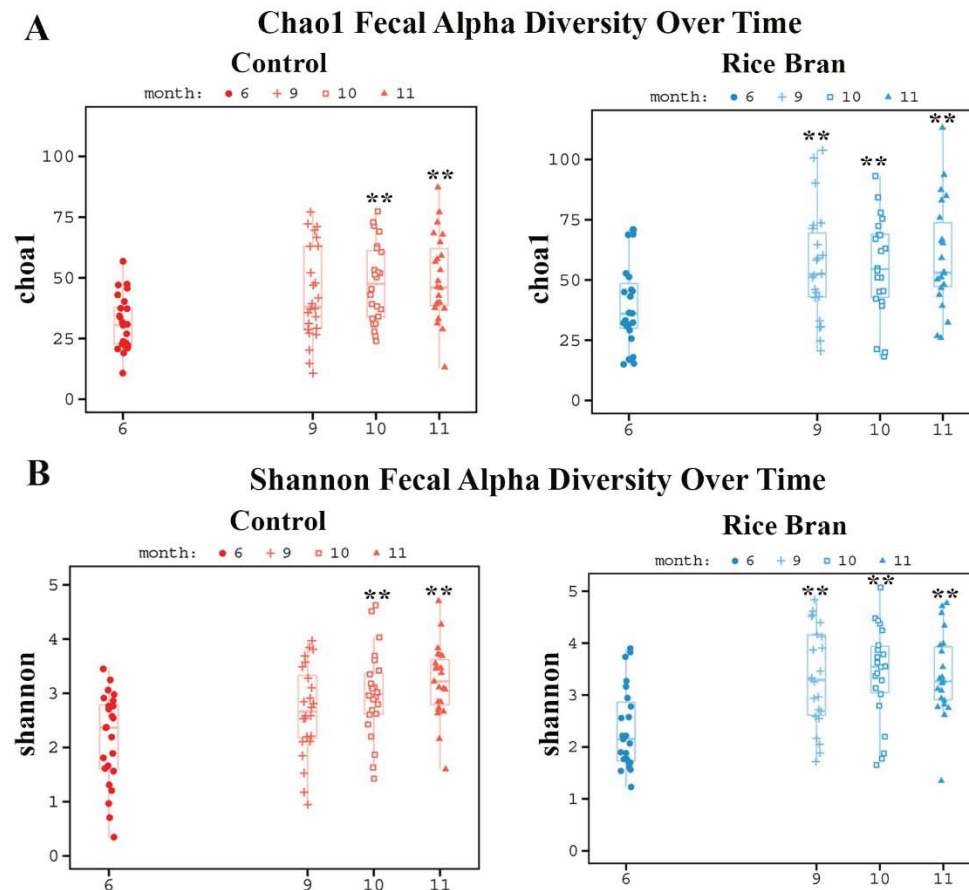 A
Chao1 Fecal Alpha Diversity Over Time
Control
month: 6 9 10 11
choa1
100
75
50
25
0
** **
6 9 10 11
Rice Bran
month: 6 9 10 11
choa1
100
75
50
25
0
** ** **
6 9 10 11
B
Shannon Fecal Alpha Diversity Over Time
Control
month: 6 9 10 11
shannon
5
4
3
2
1
0
** **
6 9 10 11
Rice Bran
month: 6 9 10 11
shannon
5
4
3
2
1
0
** ** **
6 9 10 11